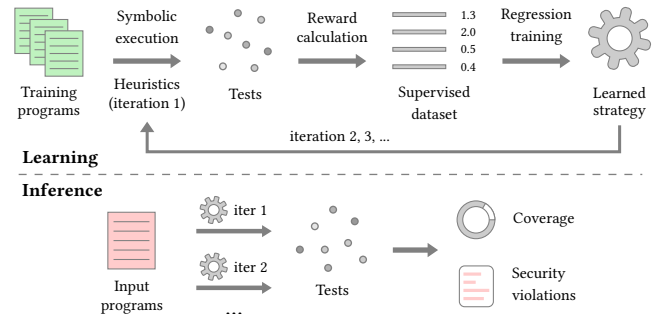 Symbolic
execution
Heuristics
(iteration 1)
Training
programs
Tests
Reward
calculation
1.3
2.0
0.5
0.4
Supervised
dataset
Regression
training
Learned
strategy
iteration 2, 3, ...
Learning
Inference
Input
programs
iter 1
iter 2
...
Tests
Coverage
Security
violations